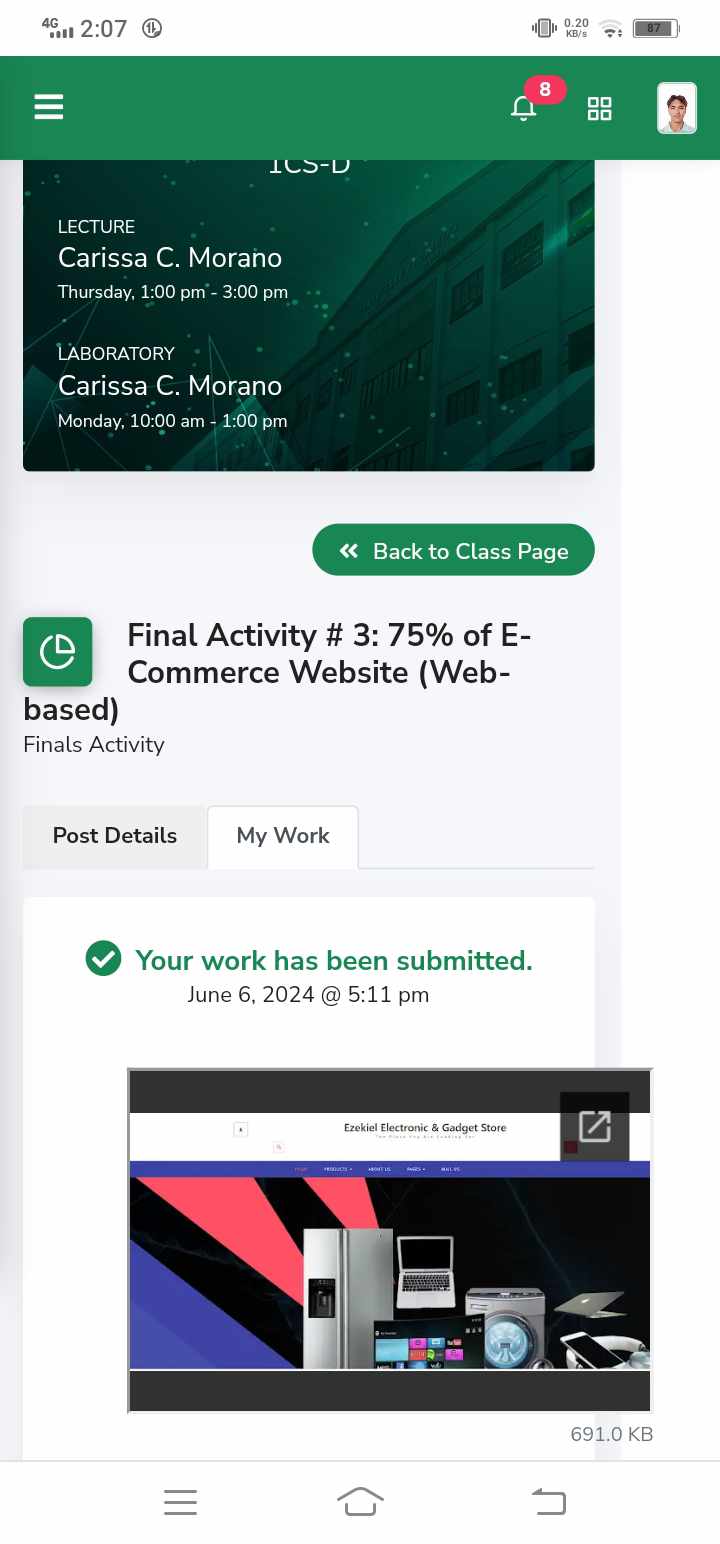 4G 2:07 0.20 KB/s 87
8
1CS-D
LECTURE
Carissa C. Morano
Thursday, 1:00 pm - 3:00 pm
LABORATORY
Carissa C. Morano
Monday, 10:00 am - 1:00 pm
Back to Class Page
Final Activity # 3: 75% of E-
Commerce Website (Web-
based)
Finals Activity
Post Details My Work
Your work has been submitted.
June 6, 2024 @ 5:11 pm
Ezekiel Electronic & Gadget Store
HOME PRODUCTS ABOUT US PAGES MAIL US
691.0 KB